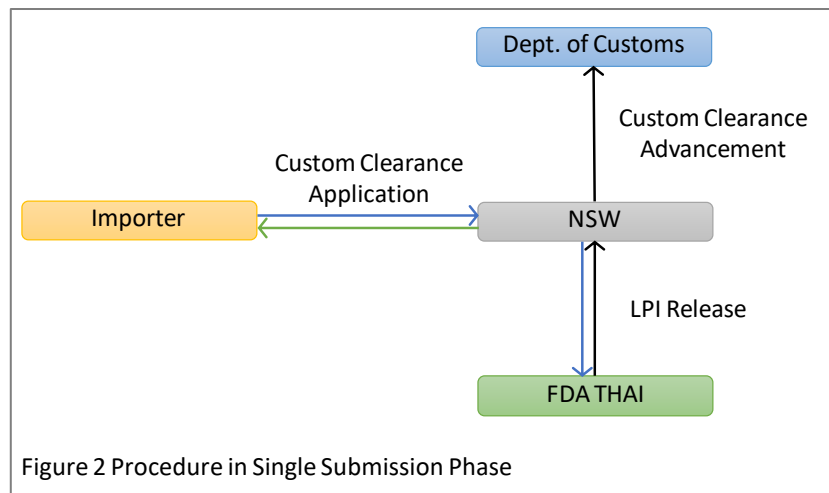 Dept. of Customs
Custom Clearance
Advancement
Custom Clearance
Application
Importer
NSW
LPI Release
FDA THAI
Figure 2 Procedure in Single Submission Phase